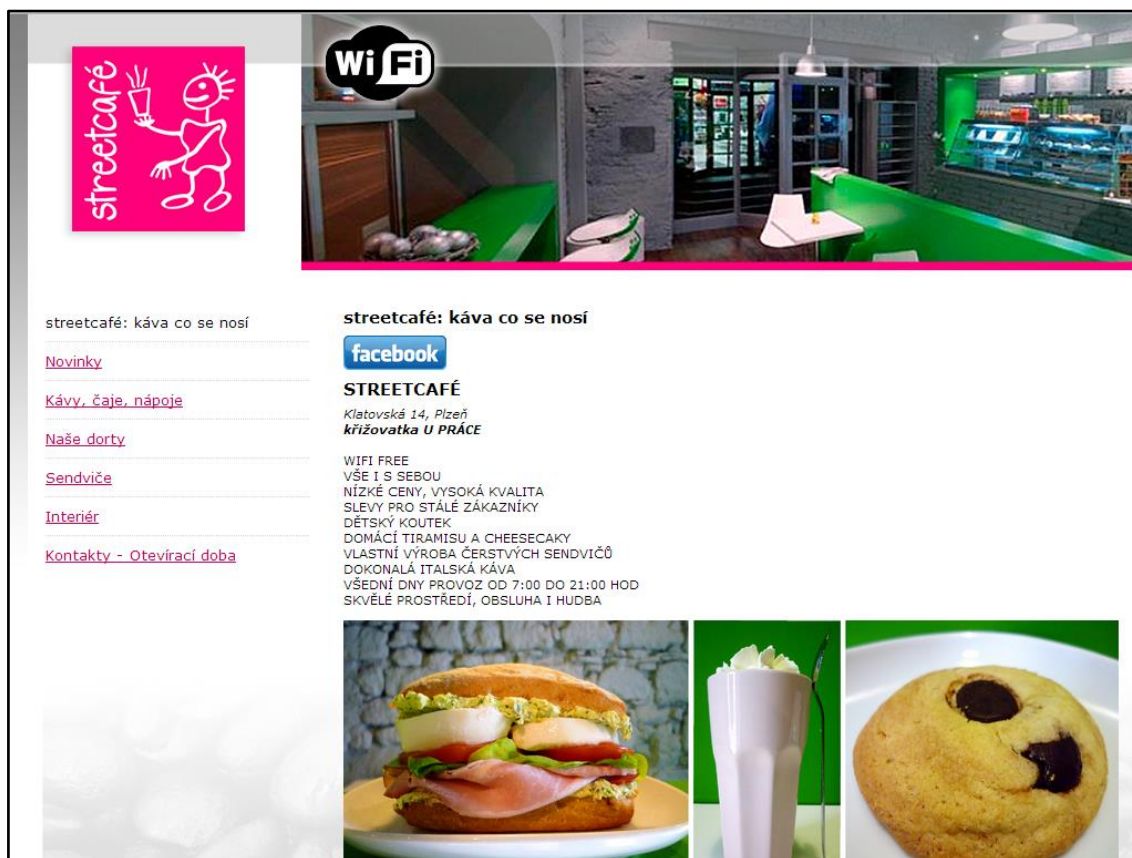 streetcafé
WiFi
streetcafé: káva co se nosí
Novinky
Kávy, čaje, nápoje
Naše dorty
Sendviče
Interiér
Kontakty - Otevírací doba
streetcafé: káva co se nosí
facebook
STREETCAFÉ
Klatovská 14, Plzeň
křižovatka U PRÁCE
WIFI FREE
VŠE I S SEBOU
NÍZKÉ CENY, VYSOKÁ KVALITA
SLEVY PRO STÁLÉ ZÁKAZNÍKY
DĚTSKÝ KOUTEK
DOMÁCÍ TIRAMISU A CHEESECAKY
VLASTNÍ VÝROBA ČERSTVÝCH SENDVIČŮ
DOKONALÁ ITALSKÁ KÁVA
VŠEDNÍ DNY PROVOZ OD 7:00 DO 21:00 HOD
SKVĚLÉ PROSTŘEDÍ, OBSLUHA I HUDBA